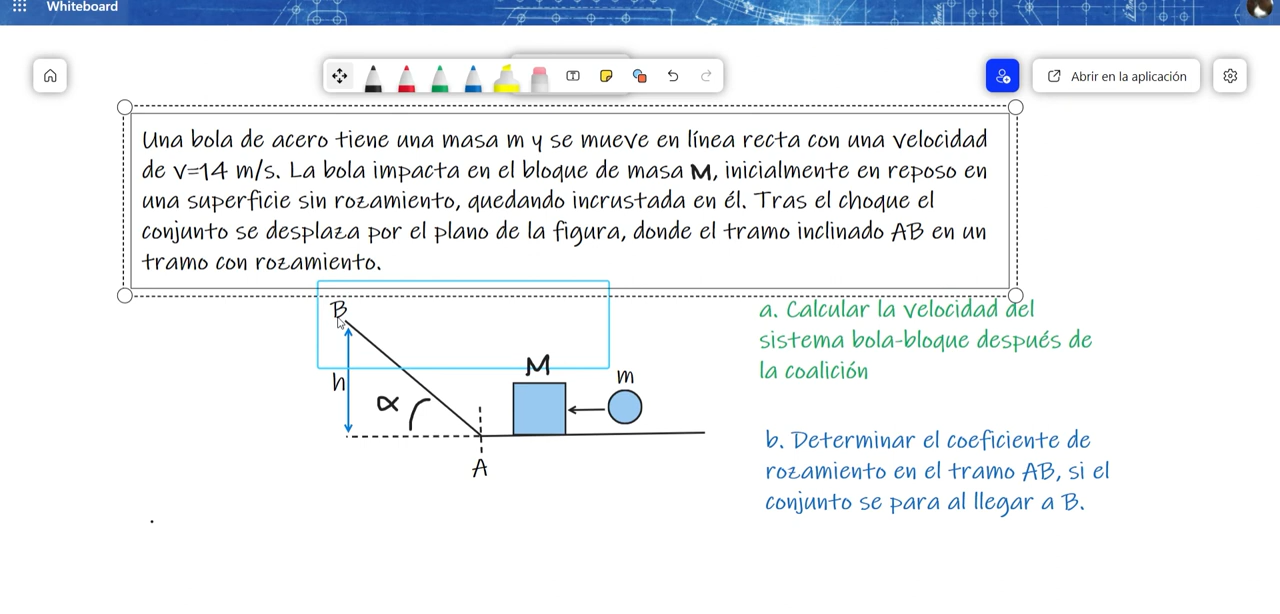 Whiteboard
Abrir en la aplicación
Una bola de acero tiene una masa m y se mueve en línea recta con una velocidad
de v=14 m/s. La bola impacta en el bloque de masa M, inicialmente en reposo en
una superficie sin rozamiento, quedando incrustada en él. Tras el choque el
conjunto se desplaza por el plano de la figura, donde el tramo inclinado AB en un
tramo con rozamiento.
B
h
α
A
M
m
a. Calcular la velocidad del
sistema bola-bloque después de
la coalición
b. Determinar el coeficiente de
rozamiento en el tramo AB, si el
conjunto se para al llegar a B.